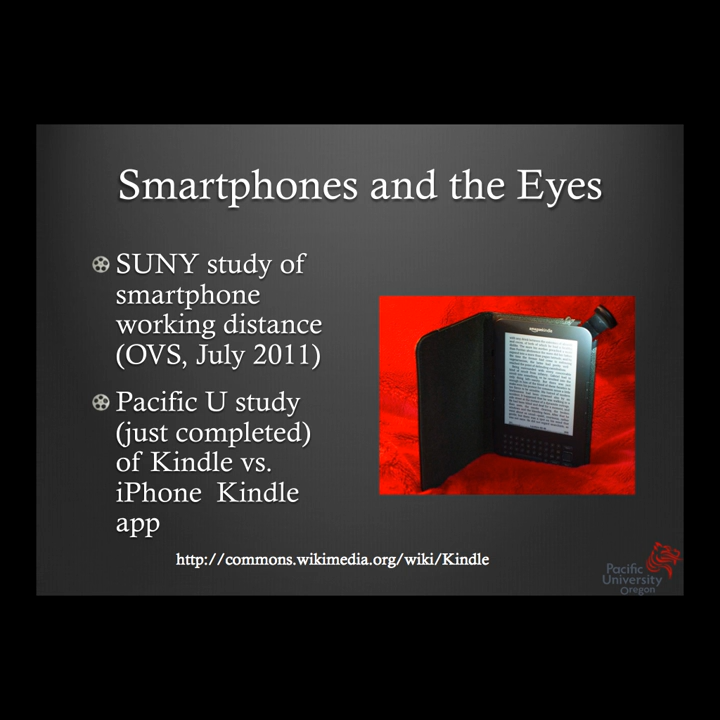 Smartphones and the Eyes
SUNY study of
smartphone
working distance
(OVS, July 2011)
Pacific U study
(just completed)
of Kindle vs.
iPhone Kindle
app
amazonkindle
http://commons.wikimedia.org/wiki/Kindle
Pacific
University
Oregon